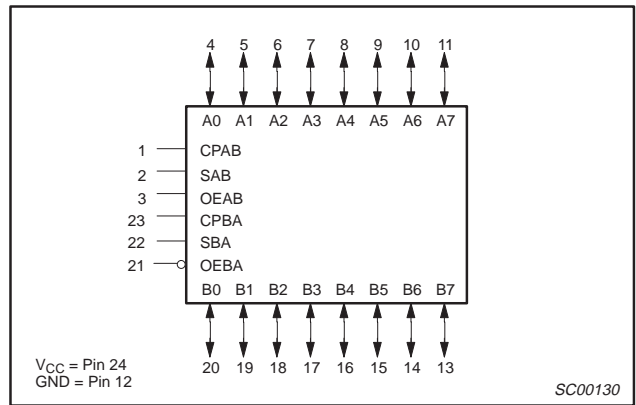 4 5 6 7 8 9 10 11
A0 A1 A2 A3 A4 A5 A6 A7
1 CPAB
2 SAB
3 OEAB
23 CPBA
22 SBA
21 OEBA
B0 B1 B2 B3 B4 B5 B6 B7
20 19 18 17 16 15 14 13
VCC = Pin 24
GND = Pin 12
SC00130